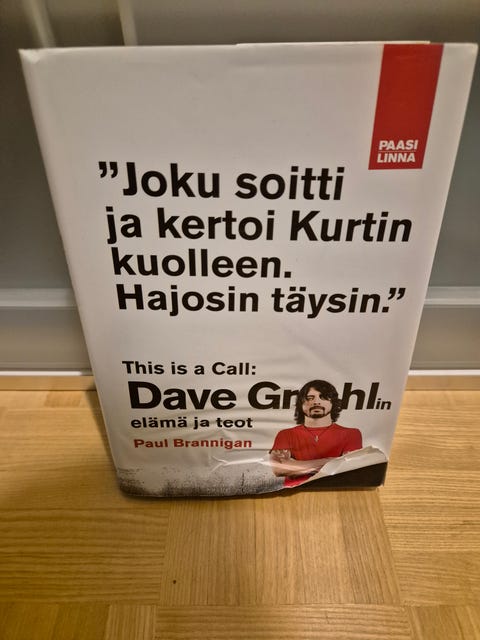 PAASI
LINNA
”Joku soitti
ja kertoi Kurtin
kuolleen.
Hajosin täysin.”
This is a Call:
Dave Grohlin
elämä ja teot
Paul Brannigan